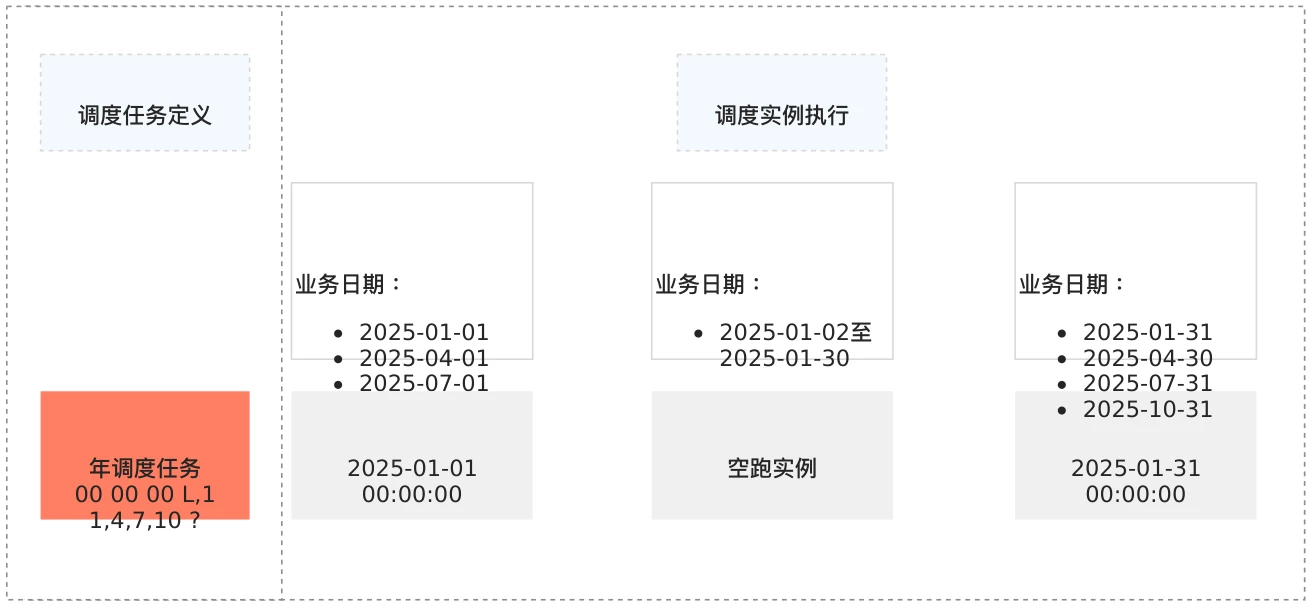 调度任务定义
调度实例执行
业务日期：
• 2025-01-01
• 2025-04-01
• 2025-07-01
业务日期：
• 2025-01-02至
2025-01-30
业务日期：
• 2025-01-31
• 2025-04-30
• 2025-07-31
• 2025-10-31
年调度任务
00 00 00 L,1
1,4,7,10 ?
2025-01-01
00:00:00
空跑实例
2025-01-31
00:00:00